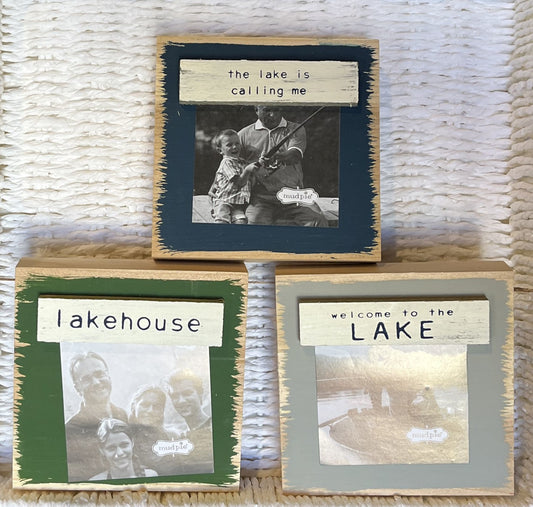 the lake is
calling me
mudpie
lakehouse
mudpie
welcome to the
LAKE
mudpie